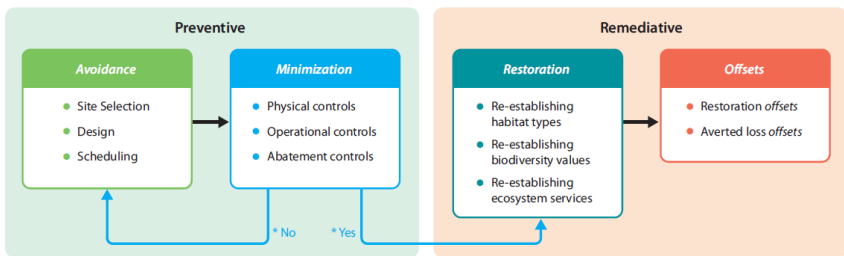 Preventive
Remediative
Avoidance
Site Selection
Design
Scheduling
Minimization
Physical controls
Operational controls
Abatement controls
Restoration
Re-establishing
habitat types
Re-establishing
biodiversity values
Re-establishing
ecosystem services
Offsets
Restoration offsets
Averted loss offsets
* No
* Yes